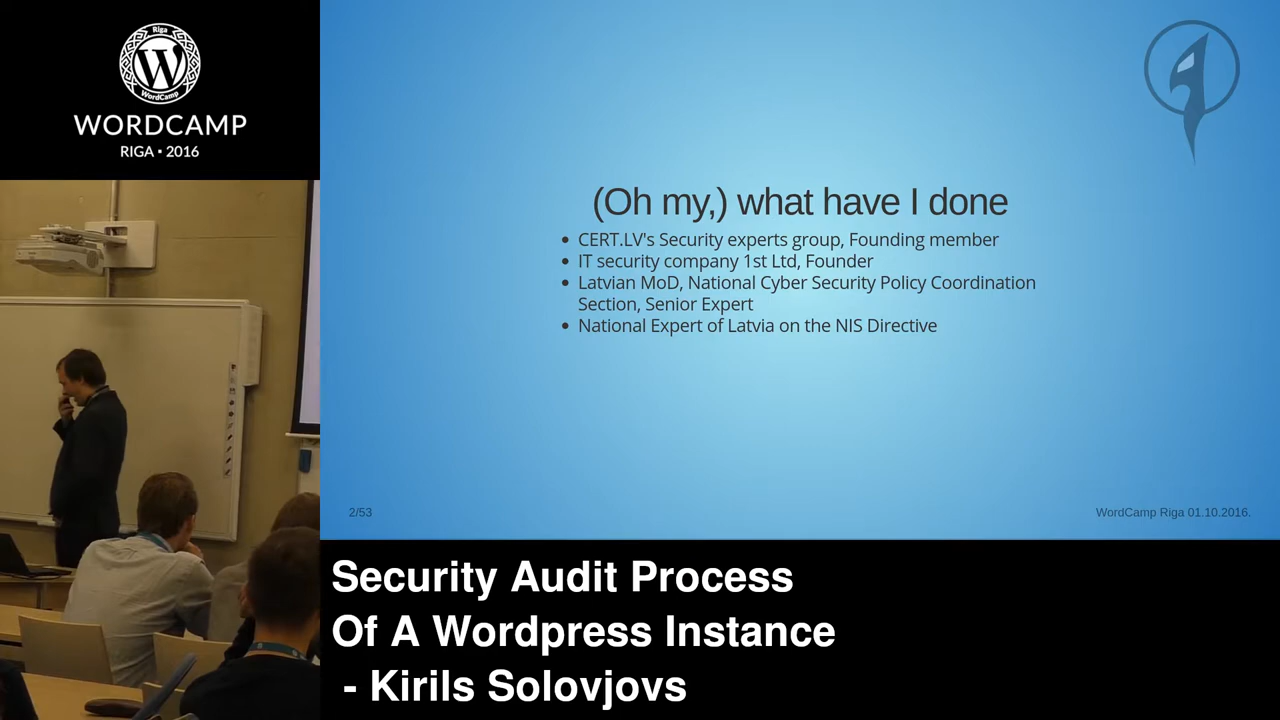 Riga
WordCamp
WORDCAMP
RIGA • 2016
(Oh my,) what have I done
• CERT.LV's Security experts group, Founding member
• IT security company 1st Ltd, Founder
• Latvian MoD, National Cyber Security Policy Coordination
Section, Senior Expert
• National Expert of Latvia on the NIS Directive
2/53
WordCamp Riga 01.10.2016.
Security Audit Process
Of A Wordpress Instance
- Kirils Solovjovs